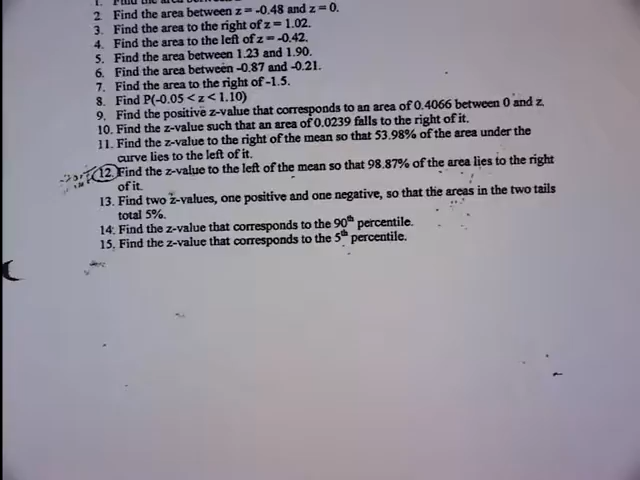 1. Find the area between z
2. Find the area between z = -0.48 and z = 0.
3. Find the area to the right of z = 1.02.
4. Find the area to the left of z = -0.42.
5. Find the area between 1.23 and 1.90.
6. Find the area between -0.87 and -0.21.
7. Find the area to the right of -1.5.
8. Find P(-0.05 < z < 1.10)
9. Find the positive z-value that corresponds to an area of 0.4066 between 0 and z.
10. Find the z-value such that an area of 0.0239 falls to the right of it.
11. Find the z-value to the right of the mean so that 53.98% of the area under the
curve lies to the left of it.
12. Find the z-value to the left of the mean so that 98.87% of the area lies to the right
of it.
13. Find two z-values, one positive and one negative, so that the areas in the two tails
total 5%.
14. Find the z-value that corresponds to the 90th percentile.
15. Find the z-value that corresponds to the 5th percentile.